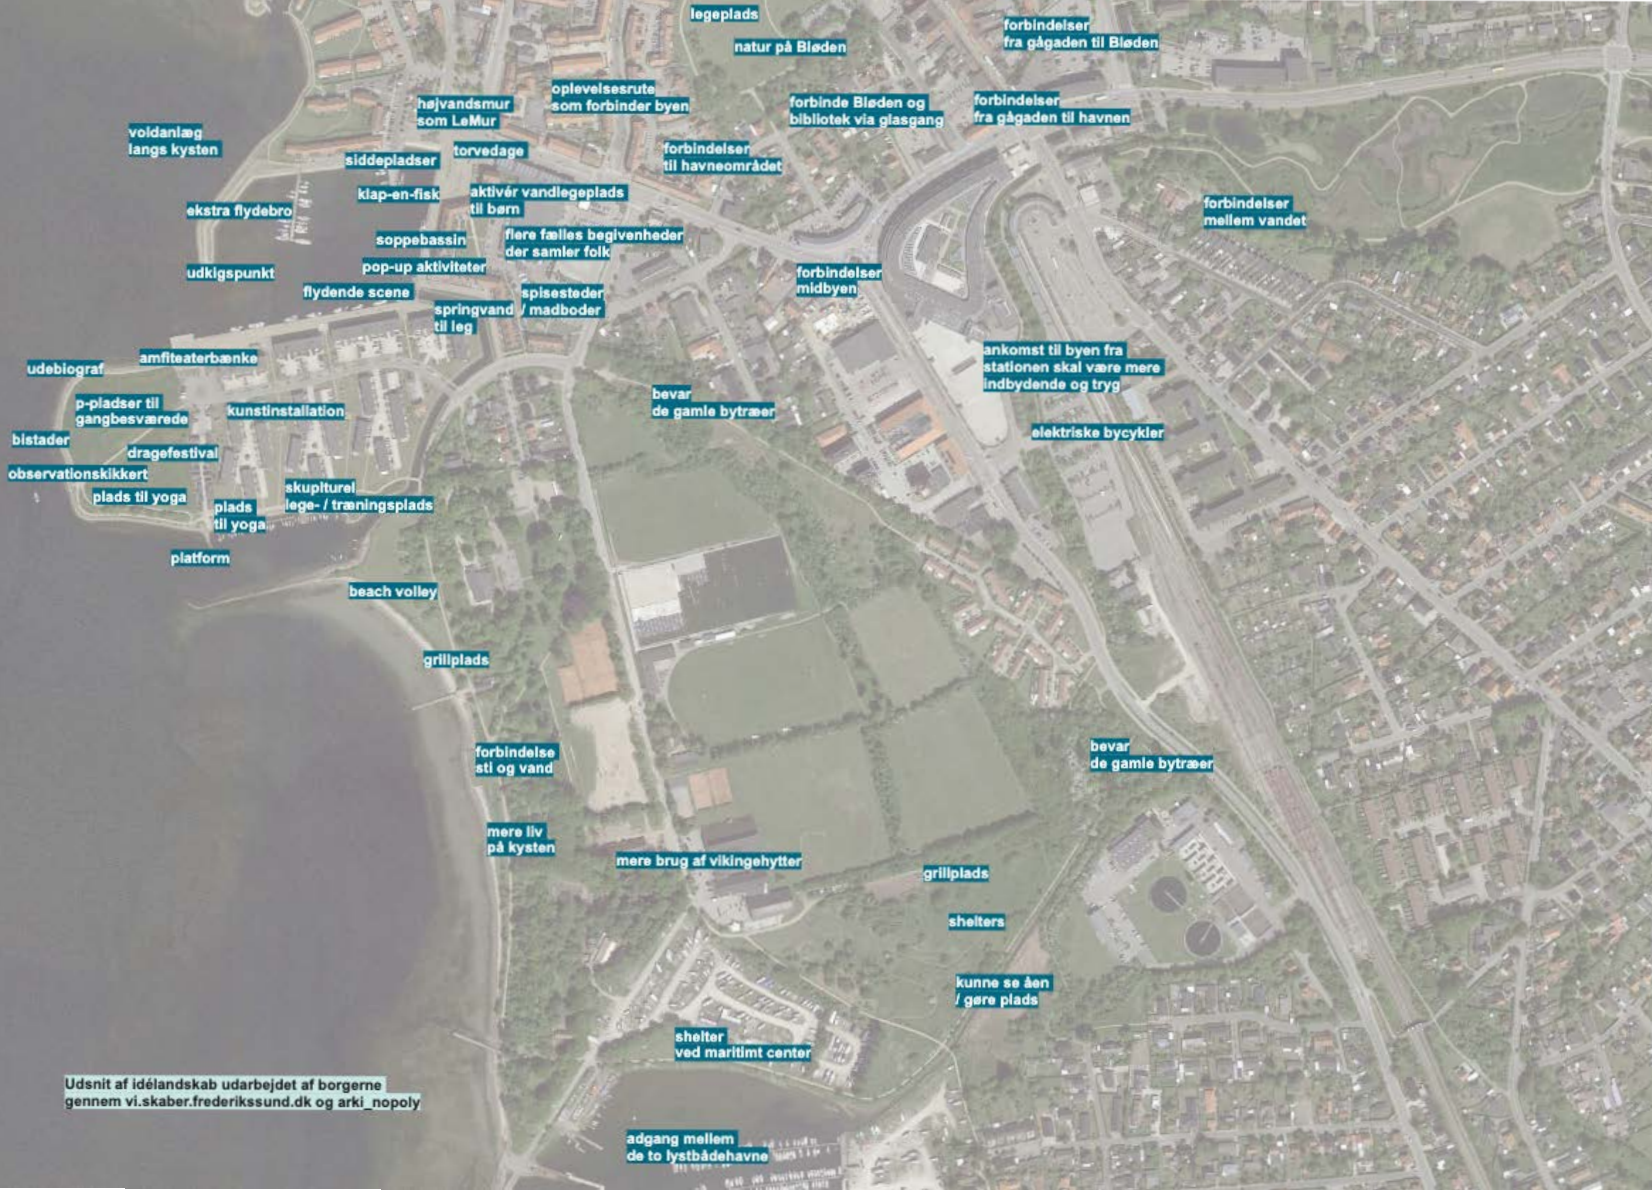 legeplads
natur på Bløden
forbindelser
fra gågaden til Bløden
højvandsmur
som LeMur
oplevelsesrute
som forbinder byen
forbinde Bløden og
bibliotek via glasgang
forbindelser
fra gågaden til havnen
voldanlæg
langs kysten
siddepladser
torvedage
forbindelser
til havneområdet
klap-en-fisk
aktivér vandlegeplads
til børn
ekstra flydebro
forbindelser
mellem vandet
soppebassin
flere fælles begivenheder
der samler folk
udkigspunkt
pop-up aktiviteter
forbindelser
midbyen
flydende scene
springvand
til leg
spisesteder
/ madboder
udebiograf
amfiteaterbænke
ankomst til byen fra
stationen skal være mere
indbydende og tryg
p-pladser til
gangbesværede
kunstinstallation
bevar
de gamle bytræer
bistader
dragefestival
elektriske bycykler
observationskikkert
plads til yoga
plads
til yoga
skuplturel
lege- / træningsplads
platform
beach volley
grillplads
forbindelse
sti og vand
bevar
de gamle bytræer
mere liv
på kysten
mere brug af vikingehytter
grillplads
shelters
kunne se åen
/ gøre plads
shelter
ved maritimt center
Udsnit af idélandskab udarbejdet af borgerne
gennem vi.skaber.frederikssund.dk og arki_nopoly
adgang mellem
de to lystbådehavne